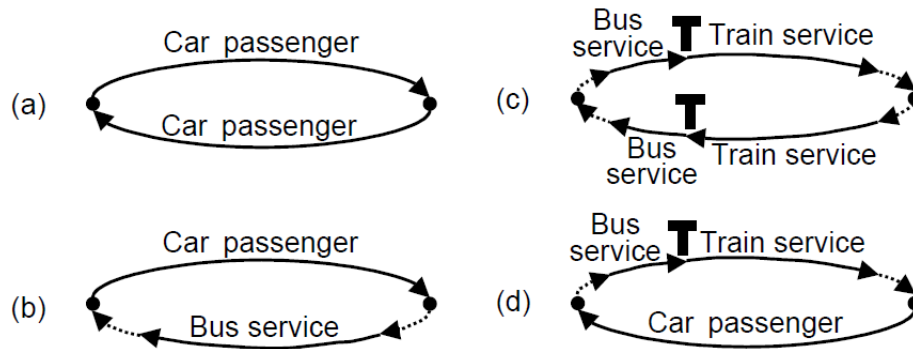 (a)
Car passenger
Car passenger
(b)
Car passenger
Bus service
(c)
Bus
service
T
Train service
T
Bus
service
Train service
(d)
Bus
service
T
Train service
Car passenger